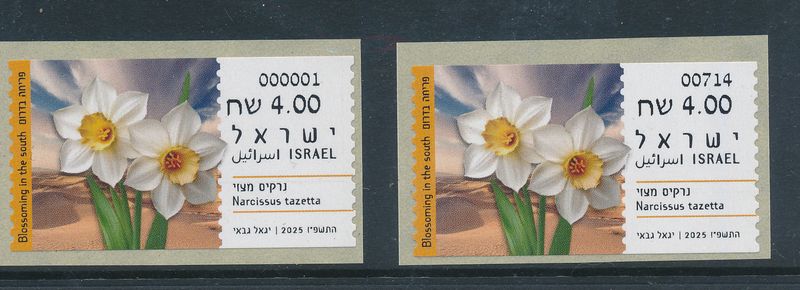 Blossoming in the south פריחה בדרום
000001
4.00 שח
ישראל
اسرائيل ISRAEL
נרקיס מצוי
Narcissus tazetta
התשפ"ו 2025 | יגאל גבאי
Blossoming in the south פריחה בדרום
00714
4.00 שח
ישראל
اسرائيل ISRAEL
נרקיס מצוי
Narcissus tazetta
התשפ"ו 2025 | יגאל גבאי